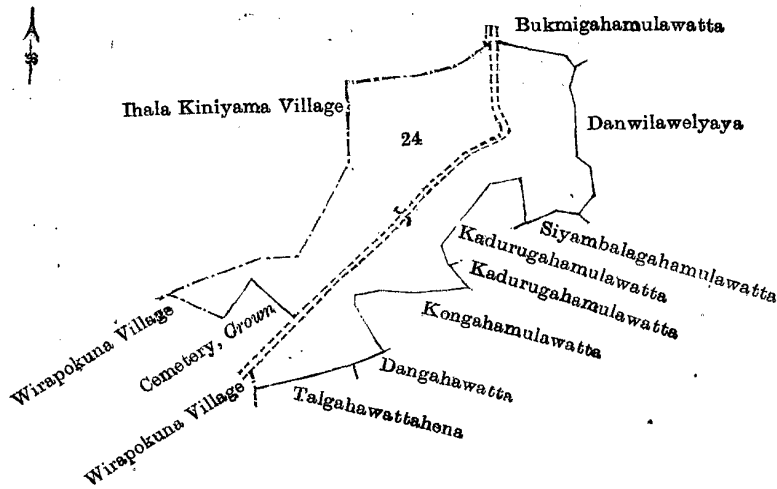 Bukmigahamulawatta
Ihala Kiniyama Village
24
Danwilawelyaya
Siyambalagahamulawatta
Kadurugahamulawatta
Kadurugahamulawatta
Kongahamulawatta
Wirapokuna Village
Cemetery, Crown
Dangahawatta
Wirapokuna Village
Talgahawattahena